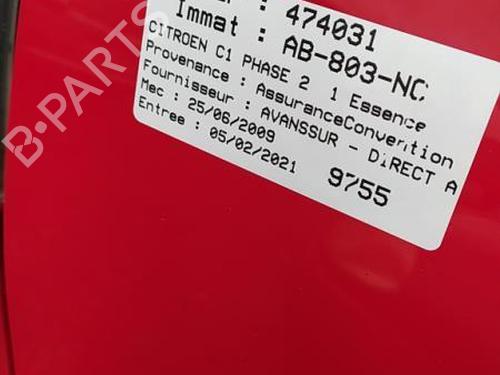 : 474031
Immat : AB-803-NC
CITROEN C1 PHASE 2 1 Essence
Provenance : AssuranceConvention
Fournisseur : AVANSSUR - DIRECT A
Mec : 25/06/2009
Entree : 05/02/2021
9755
B-PARTS